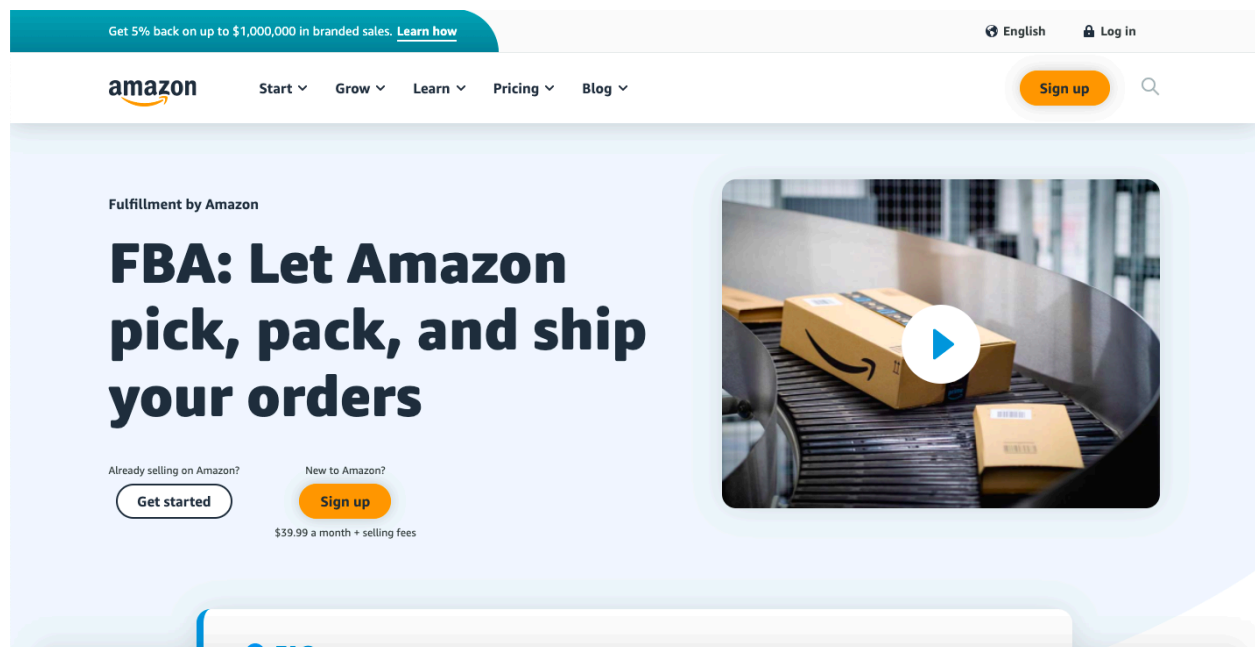 Get 5% back on up to $1,000,000 in branded sales. Learn how
English
Log in
amazon
Start
Grow
Learn
Pricing
Blog
Sign up
Fulfillment by Amazon
FBA: Let Amazon
pick, pack, and ship
your orders
Already selling on Amazon?
Get started
New to Amazon?
Sign up
$39.99 a month + selling fees